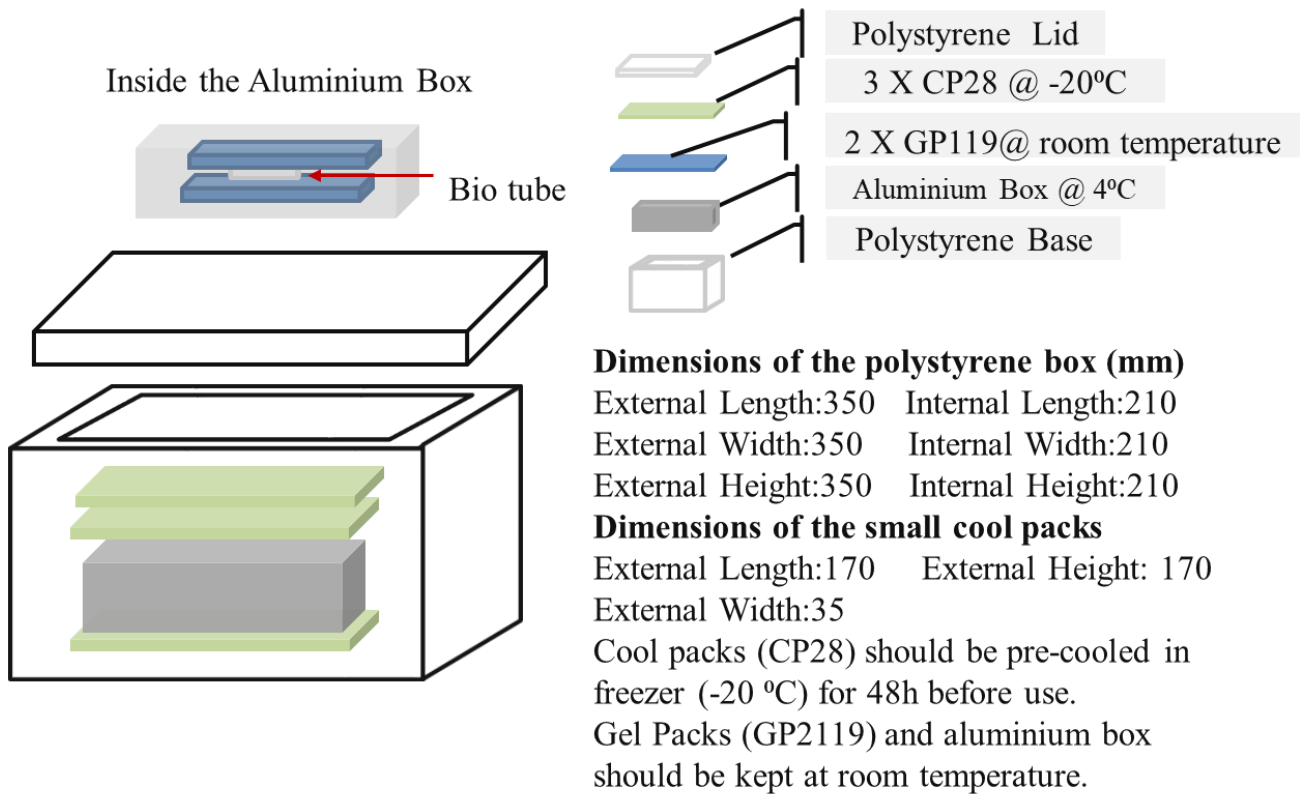 Inside the Aluminium Box
Bio tube
Polystyrene Lid
3 X CP28 @ -20⁰C
2 X GP119@ room temperature
Aluminium Box @ 4⁰C
Polystyrene Base
Dimensions of the polystyrene box (mm)
External Length:350 Internal Length:210
External Width:350 Internal Width:210
External Height:350 Internal Height:210
Dimensions of the small cool packs
External Length:170 External Height: 170
External Width:35
Cool packs (CP28) should be pre-cooled in
freezer (-20 ⁰C) for 48h before use.
Gel Packs (GP2119) and aluminium box
should be kept at room temperature.